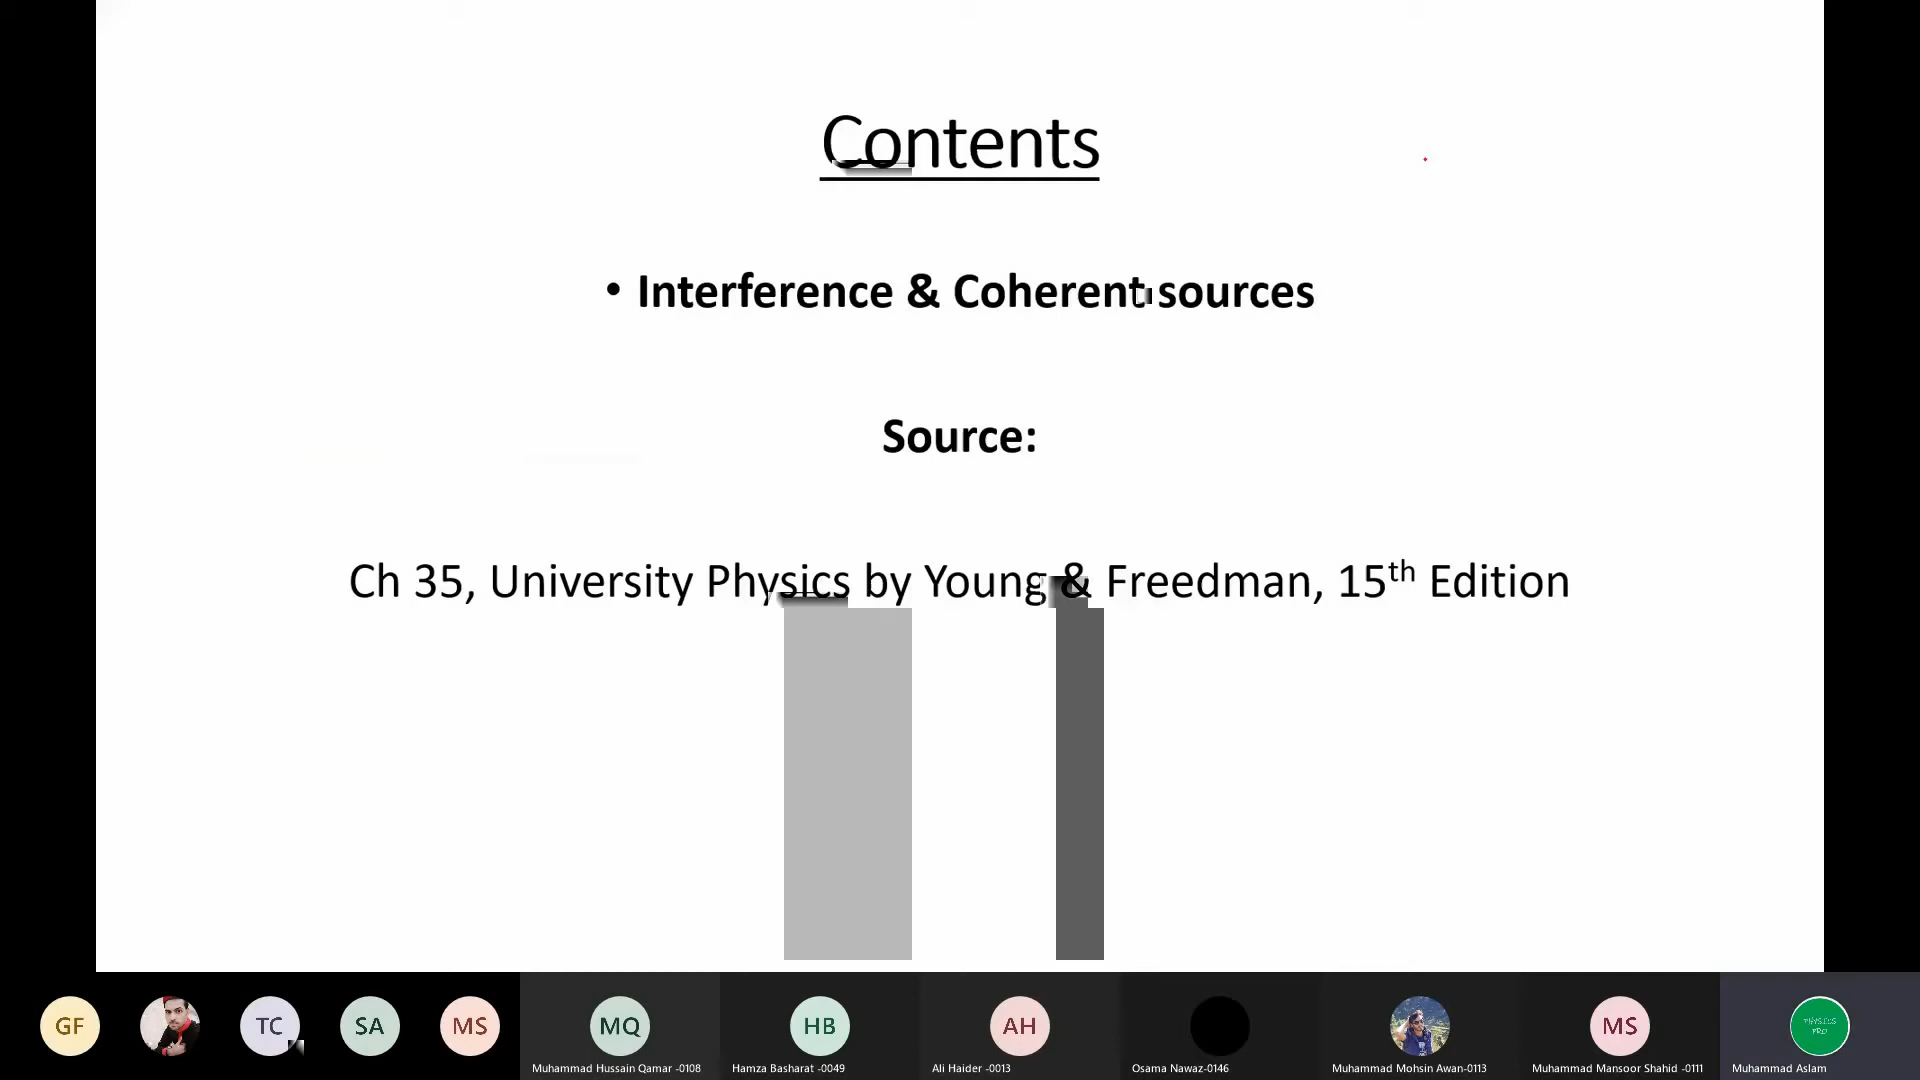 Contents
• Interference & Coherent sources
Source:
Ch 35, University Physics by Young & Freedman, 15th Edition
GF
TC
SA
MS
MQ
HB
AH
MS
PHYSICS
PRO
Muhammad Hussain Qamar -0108
Hamza Basharat -0049
Ali Haider -0013
Osama Nawaz-0146
Muhammad Mohsin Awan-0113
Muhammad Mansoor Shahid -0111
Muhammad Aslam